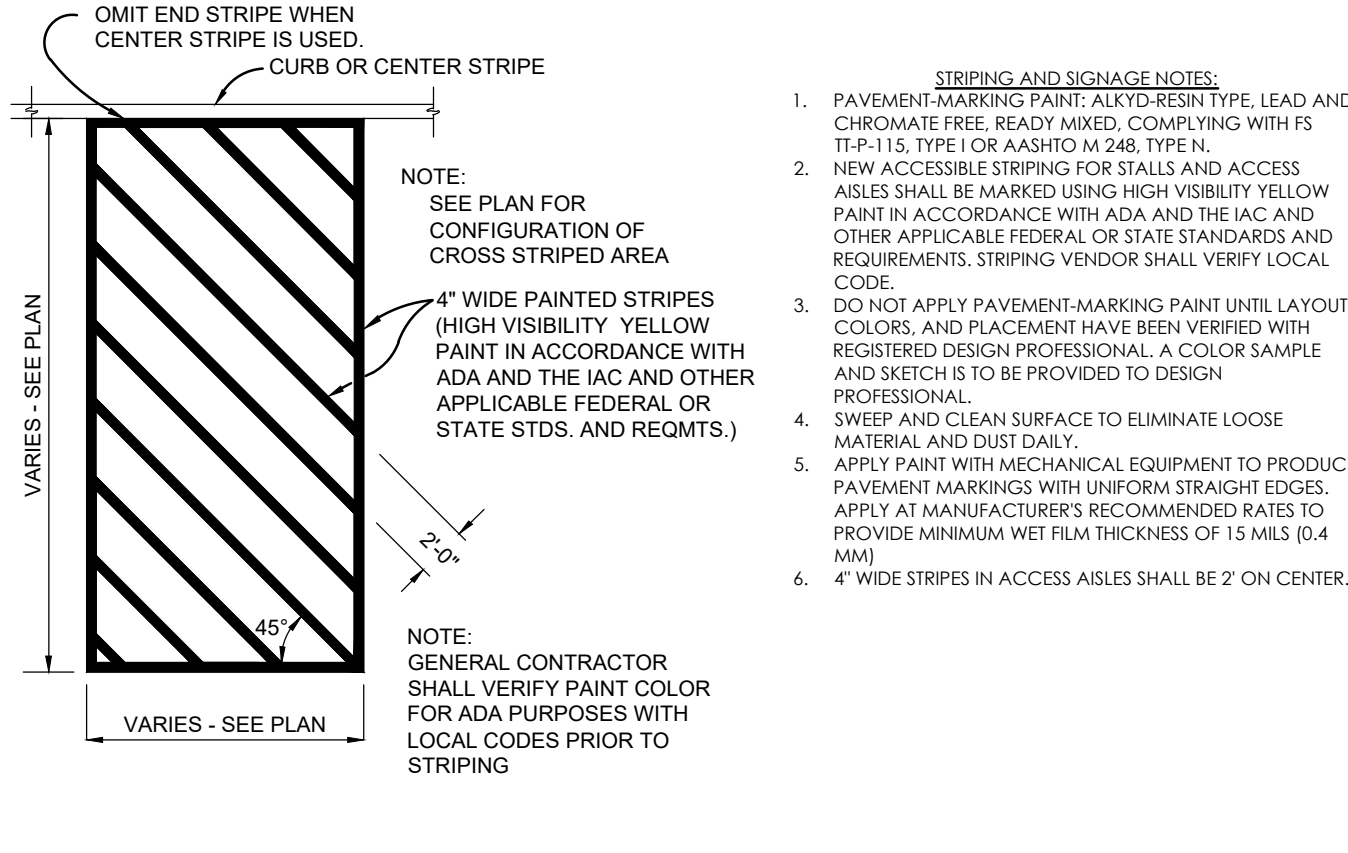 OMIT END STRIPE WHEN
CENTER STRIPE IS USED.
CURB OR CENTER STRIPE
NOTE:
SEE PLAN FOR
CONFIGURATION OF
CROSS STRIPED AREA
4" WIDE PAINTED STRIPES
(HIGH VISIBILITY YELLOW
PAINT IN ACCORDANCE WITH
ADA AND THE IAC AND OTHER
APPLICABLE FEDERAL OR
STATE STDS. AND REQMTS.)
VARIES - SEE PLAN
2'-0"
45°
VARIES - SEE PLAN
NOTE:
GENERAL CONTRACTOR
SHALL VERIFY PAINT COLOR
FOR ADA PURPOSES WITH
LOCAL CODES PRIOR TO
STRIPING
STRIPING AND SIGNAGE NOTES:
1. PAVEMENT-MARKING PAINT: ALKYD-RESIN TYPE, LEAD AND
CHROMATE FREE, READY MIXED, COMPLYING WITH FS
TT-P-115, TYPE I OR AASHTO M 248, TYPE N.
2. NEW ACCESSIBLE STRIPING FOR STALLS AND ACCESS
AISLES SHALL BE MARKED USING HIGH VISIBILITY YELLOW
PAINT IN ACCORDANCE WITH ADA AND THE IAC AND
OTHER APPLICABLE FEDERAL OR STATE STANDARDS AND
REQUIREMENTS. STRIPING VENDOR SHALL VERIFY LOCAL
CODE.
3. DO NOT APPLY PAVEMENT-MARKING PAINT UNTIL LAYOUT
COLORS, AND PLACEMENT HAVE BEEN VERIFIED WITH
REGISTERED DESIGN PROFESSIONAL. A COLOR SAMPLE
AND SKETCH IS TO BE PROVIDED TO DESIGN
PROFESSIONAL.
4. SWEEP AND CLEAN SURFACE TO ELIMINATE LOOSE
MATERIAL AND DUST DAILY.
5. APPLY PAINT WITH MECHANICAL EQUIPMENT TO PRODUC
PAVEMENT MARKINGS WITH UNIFORM STRAIGHT EDGES.
APPLY AT MANUFACTURER'S RECOMMENDED RATES TO
PROVIDE MINIMUM WET FILM THICKNESS OF 15 MILS (0.4
MM)
6. 4" WIDE STRIPES IN ACCESS AISLES SHALL BE 2' ON CENTER.